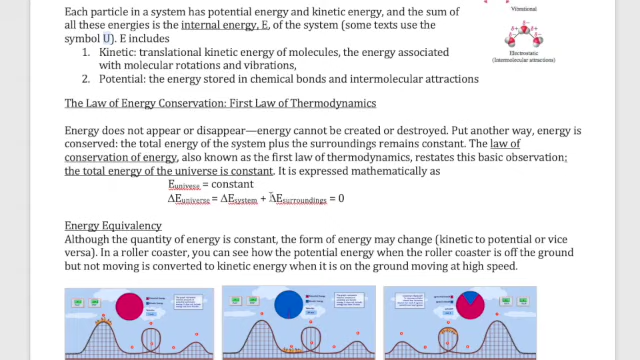 Each particle in a system has potential energy and kinetic energy, and the sum of
all these energies is the internal energy, E, of the system (some texts use the
symbol U). E includes
1. Kinetic: translational kinetic energy of molecules, the energy associated
with molecular rotations and vibrations,
2. Potential: the energy stored in chemical bonds and intermolecular attractions
Vibrational
Electrostatic
(Intermolecular attractions)
The Law of Energy Conservation: First Law of Thermodynamics
Energy does not appear or disappear—energy cannot be created or destroyed. Put another way, energy is
conserved: the total energy of the system plus the surroundings remains constant. The law of
conservation of energy, also known as the first law of thermodynamics, restates this basic observation:
the total energy of the universe is constant. It is expressed mathematically as
Eunivese = constant
ΔEuniverse = ΔEsystem + ΔEsurroundings = 0
Energy Equivalency
Although the quantity of energy is constant, the form of energy may change (kinetic to potential or vice
versa). In a roller coaster, you can see how the potential energy when the roller coaster is off the ground
but not moving is converted to kinetic energy when it is on the ground moving at high speed.